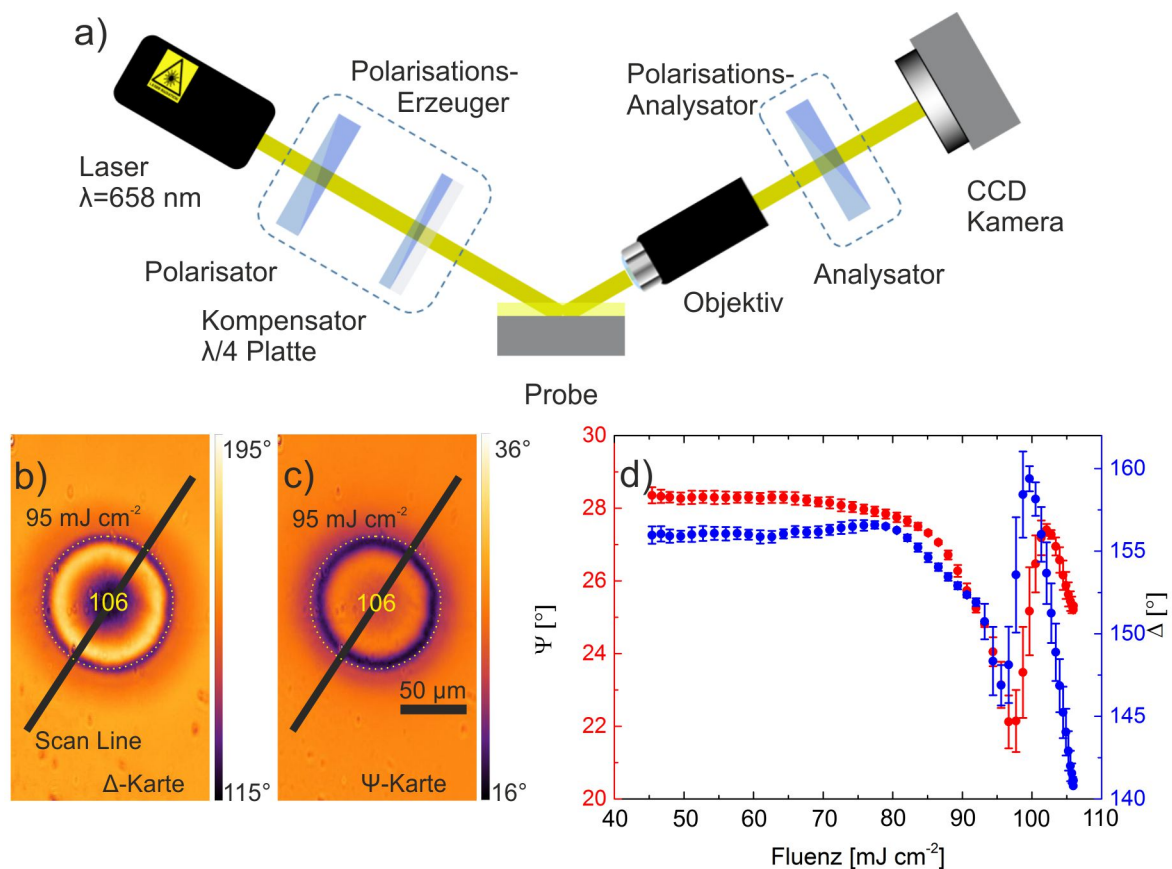 a)
Laser
λ=658 nm
Polarisations-
Erzeuger
Polarisator
Kompensator
λ/4 Platte
Probe
Objektiv
Polarisations-
Analysator
Analysator
CCD
Kamera
b)
95 mJ cm-2
106
Scan Line
Δ-Karte
195°
115°
c)
95 mJ cm-2
106
50 µm
Ψ-Karte
36°
16°
d)
Ψ [°]
30
28
26
24
22
20
40 50 60 70 80 90 100 110
Fluenz [mJ cm-2]
160
155
150
145
140
Δ [°]